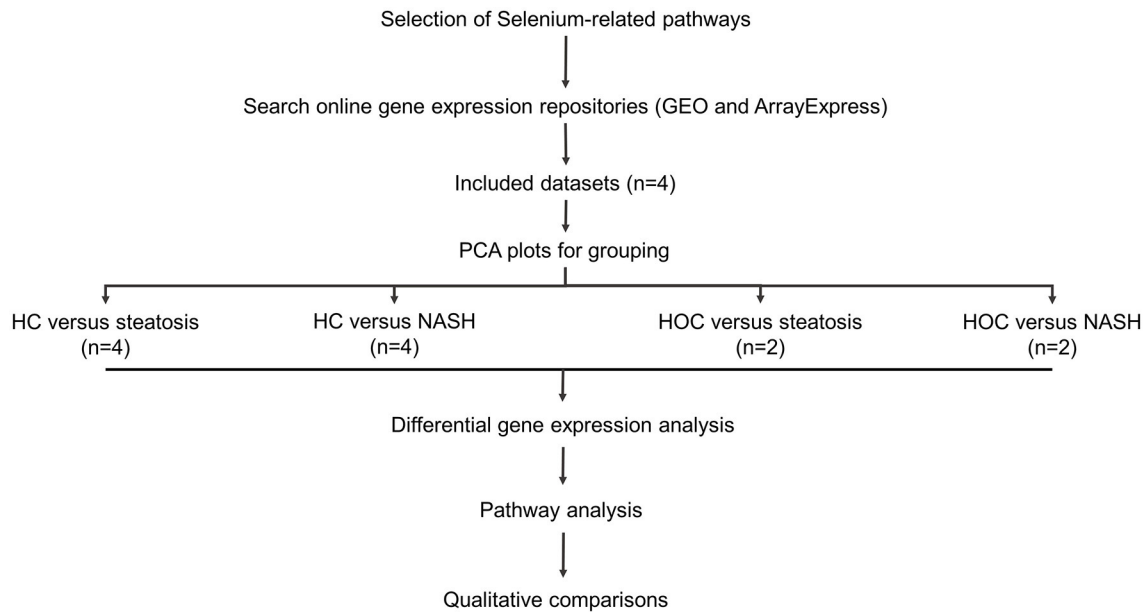 Selection of Selenium-related pathways
Search online gene expression repositories (GEO and ArrayExpress)
Included datasets (n=4)
PCA plots for grouping
HC versus steatosis
(n=4)
HC versus NASH
(n=4)
HOC versus steatosis
(n=2)
HOC versus NASH
(n=2)
Differential gene expression analysis
Pathway analysis
Qualitative comparisons